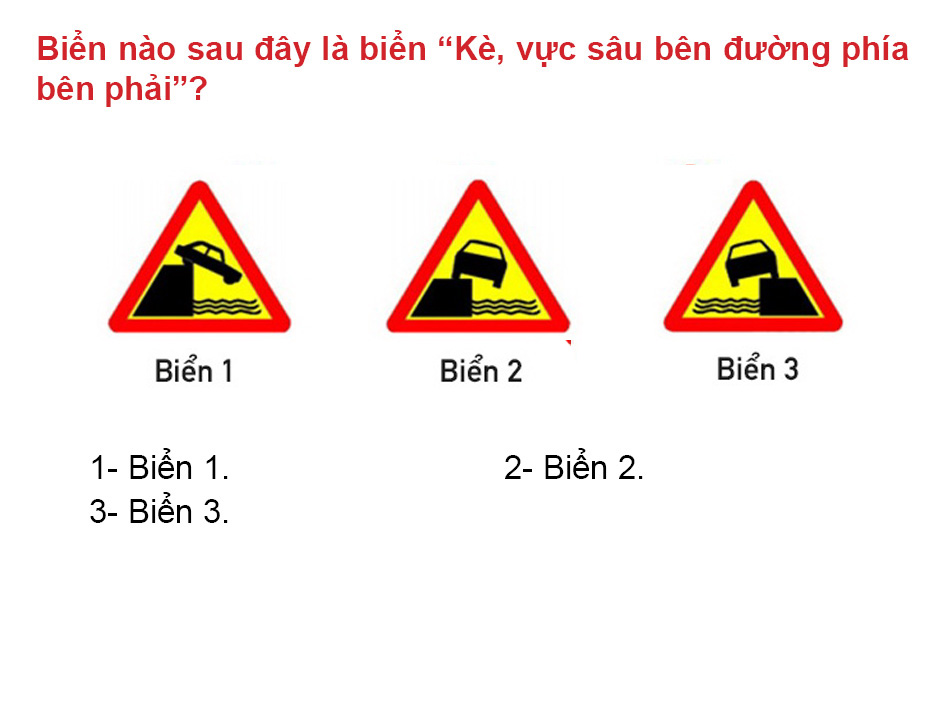 Biển nào sau đây là biển “Kè, vực sâu bên đường phía
bên phải”?
Biển 1
Biển 2
Biển 3
1- Biển 1.
2- Biển 2.
3- Biển 3.